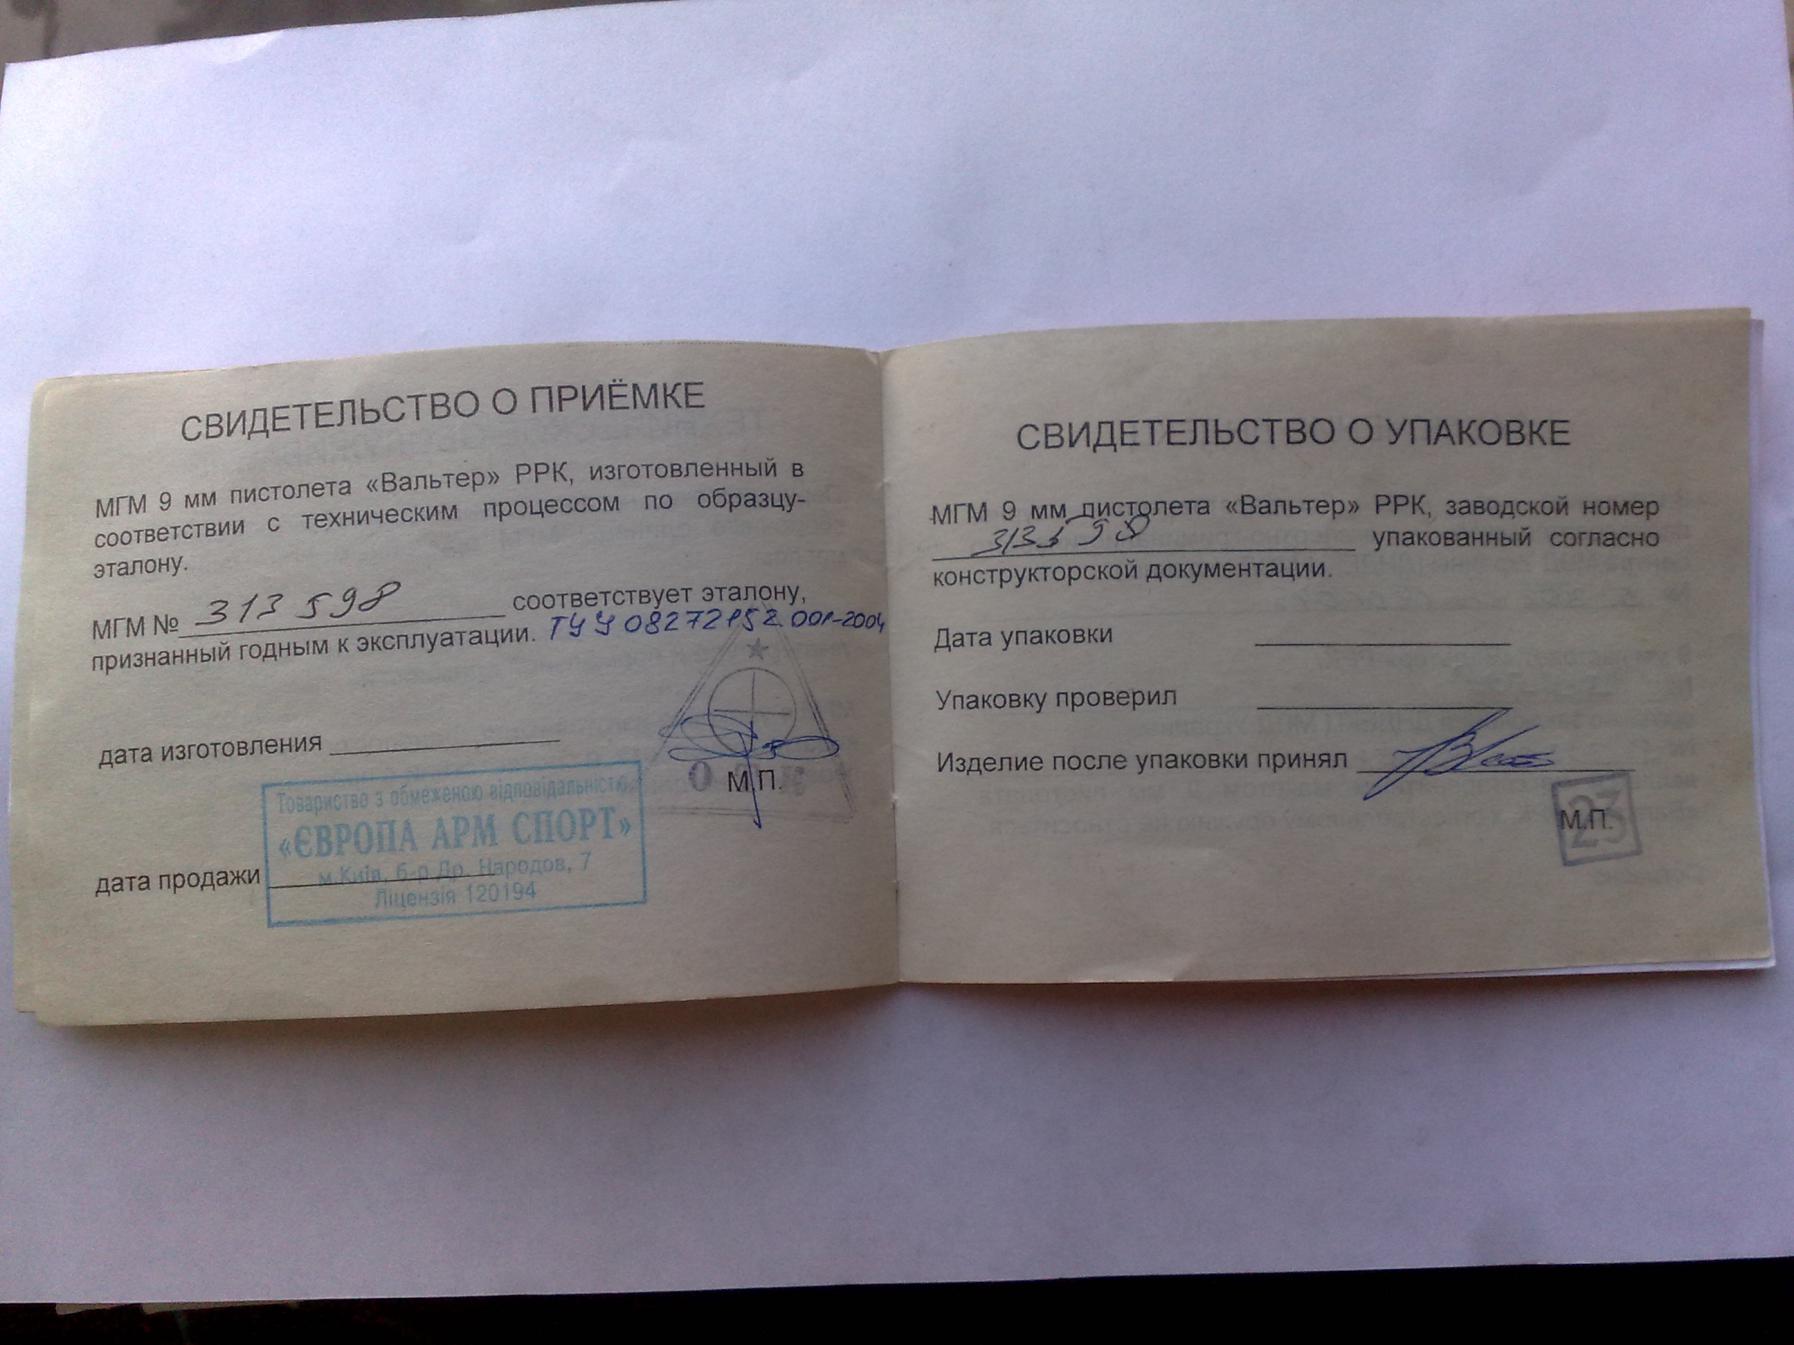 СВИДЕТЕЛЬСТВО О ПРИЁМКЕ
МГМ 9 мм пистолета «Вальтер» РРК, изготовленный в
соответствии с техническим процессом по образцу-
эталону.
МГМ № 313598 соответствует эталону,
признанный годным к эксплуатации. ТУ У 08272152.001-2004
дата изготовления
М.П.
Товариство з обмеженою відповідальністю
«ЄВРОПА АРМ СПОРТ»
м.Київ, б-р Др. Народов, 7
Ліцензія 120194
дата продажи
СВИДЕТЕЛЬСТВО О УПАКОВКЕ
МГМ 9 мм пистолета «Вальтер» РРК, заводской номер
313598 упакованный согласно
конструкторской документации.
Дата упаковки
Упаковку проверил
Изделие после упаковки принял
М.П.
23